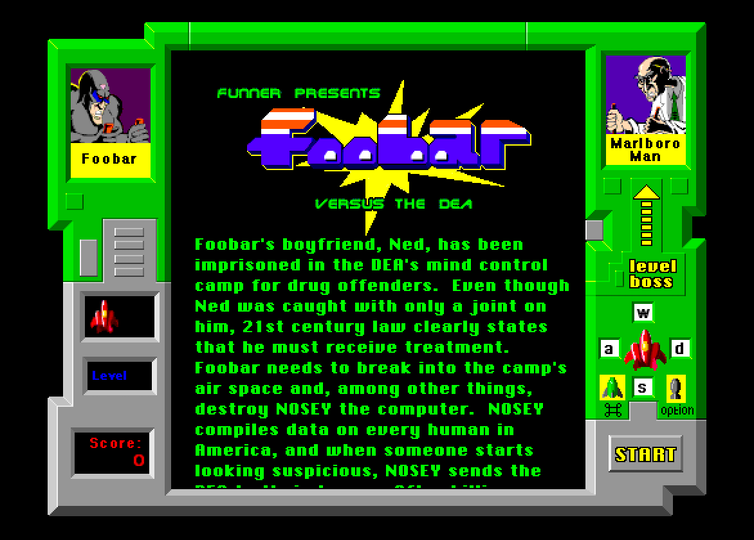 FUNNER PRESENTS
Foobar
VERSUS THE DEA
Foobar
Marlboro
Man
Foobar's boyfriend, Ned, has been
imprisoned in the DEA's mind control
camp for drug offenders.  Even though
Ned was caught with only a joint on
him, 21st century law clearly states
that he must receive treatment.
Foobar needs to break into the camp's
air space and, among other things,
destroy NOSEY the computer.  NOSEY
compiles data on every human in
America, and when someone starts
looking suspicious, NOSEY sends the
Level
Score:
0
level
boss
w
a
d
s
⌘
option
START